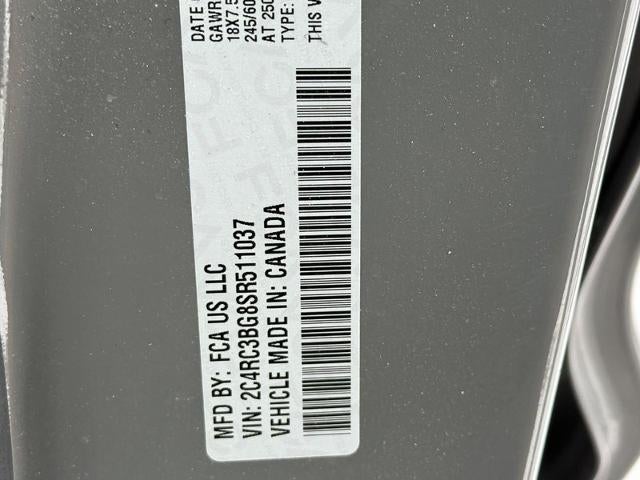 MFD BY: FCA US LLC
VIN: 2C4RC3BG8SR511037
VEHICLE MADE IN: CANADA
DATE
GAWR
18X7.5
245/60
AT 250
TYPE:
THIS V